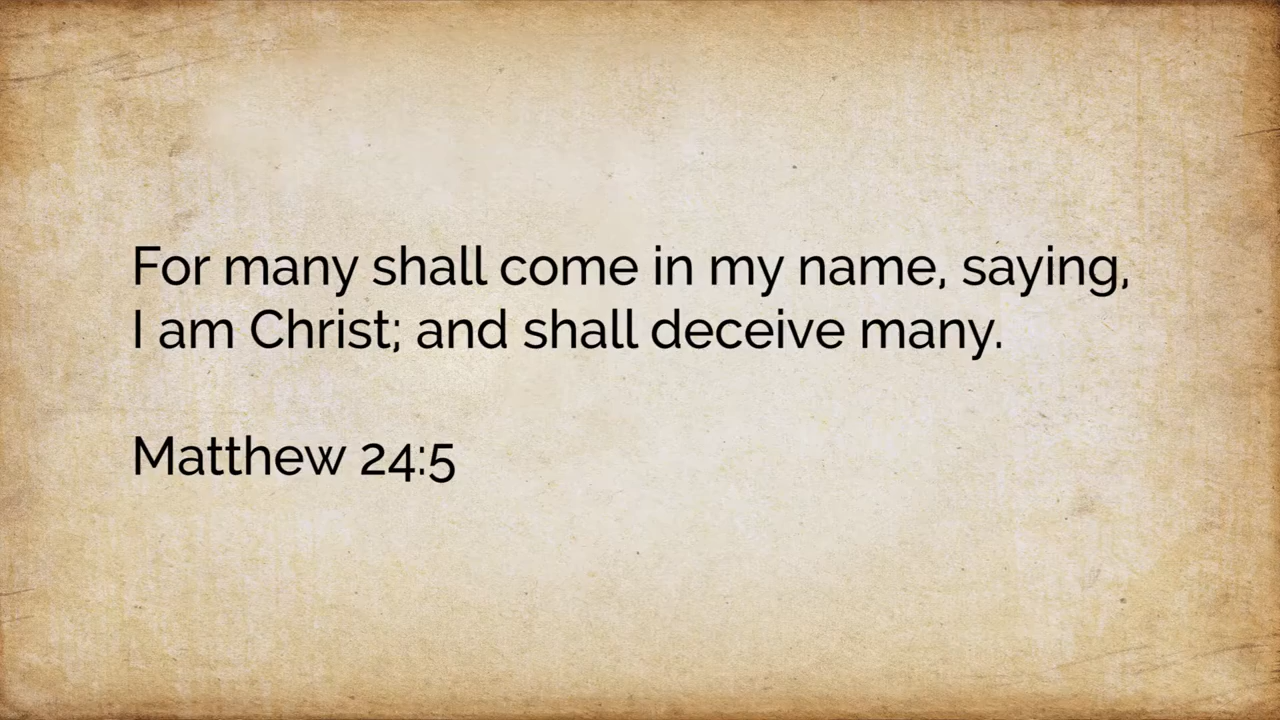 For many shall come in my name, saying,
I am Christ; and shall deceive many.
Matthew 24:5